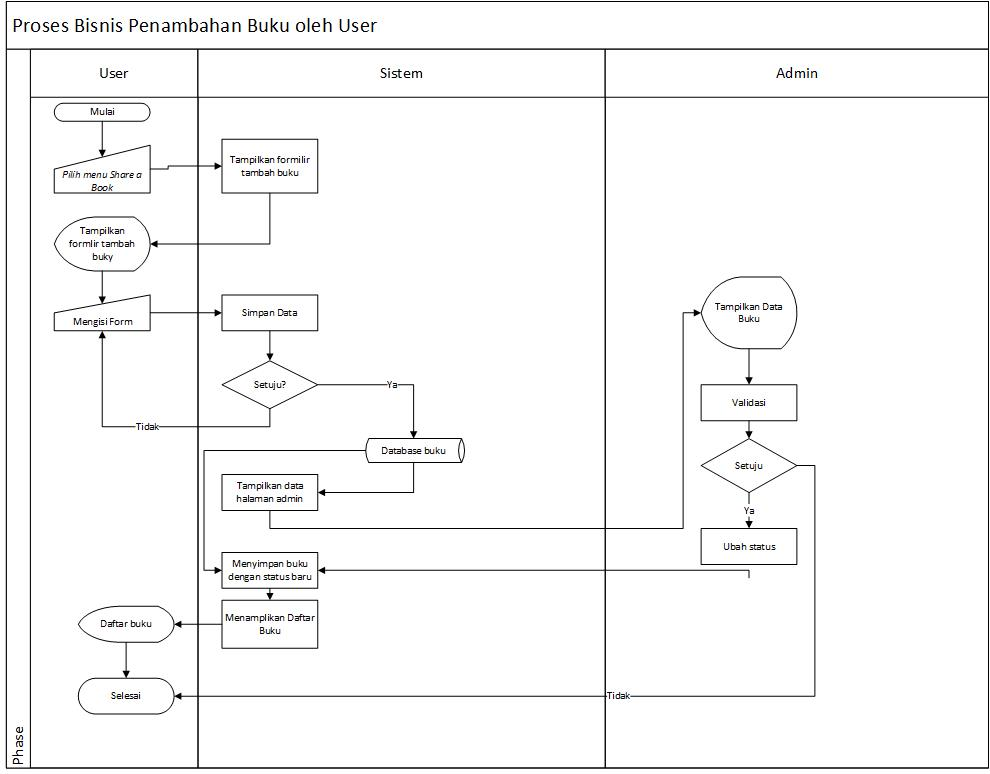 Proses Bisnis Penambahan Buku oleh User
User
Sistem
Admin
Mulai
Pilih menu Share a
Book
Tampilkan formilir
tambah buku
Tampilkan
formlir tambah
buky
Mengisi Form
Simpan Data
Tampilkan Data
Buku
Setuju?
Ya
Tidak
Validasi
Database buku
Setuju
Tampilkan data
halaman admin
Ya
Ubah status
Menyimpan buku
dengan status baru
Menamplikan Daftar
Buku
Daftar buku
Selesai
Tidak
Phase